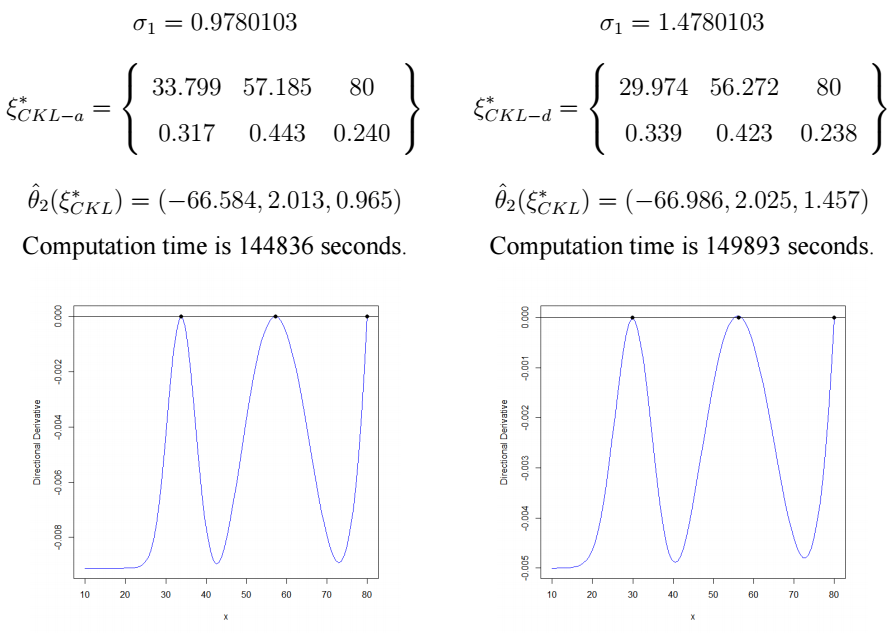 σ₁ = 0.9780103
ξ*_{CKL−a} = { 33.799 57.185 80
0.317 0.443 0.240 }
θ̂₂(ξ*_{CKL}) = (−66.584, 2.013, 0.965)
Computation time is 144836 seconds.
0.000
-0.002
-0.004
-0.006
-0.008
Directional Derivative
10 20 30 40 50 60 70 80
x
σ₁ = 1.4780103
ξ*_{CKL−d} = { 29.974 56.272 80
0.339 0.423 0.238 }
θ̂₂(ξ*_{CKL}) = (−66.986, 2.025, 1.457)
Computation time is 149893 seconds.
0.000
-0.001
-0.002
-0.003
-0.004
-0.005
Directional Derivative
10 20 30 40 50 60 70 80
x